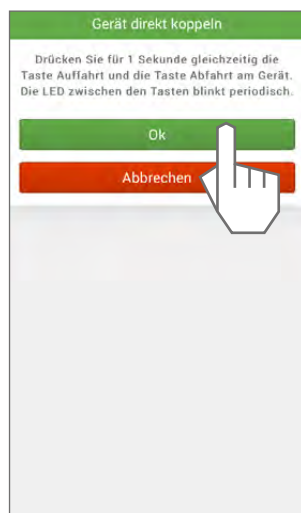 Gerät direkt koppeln
Drücken Sie für 1 Sekunde gleichzeitig die
Taste Auffahrt und die Taste Abfahrt am Gerät.
Die LED zwischen den Tasten blinkt periodisch.
Ok
Abbrechen